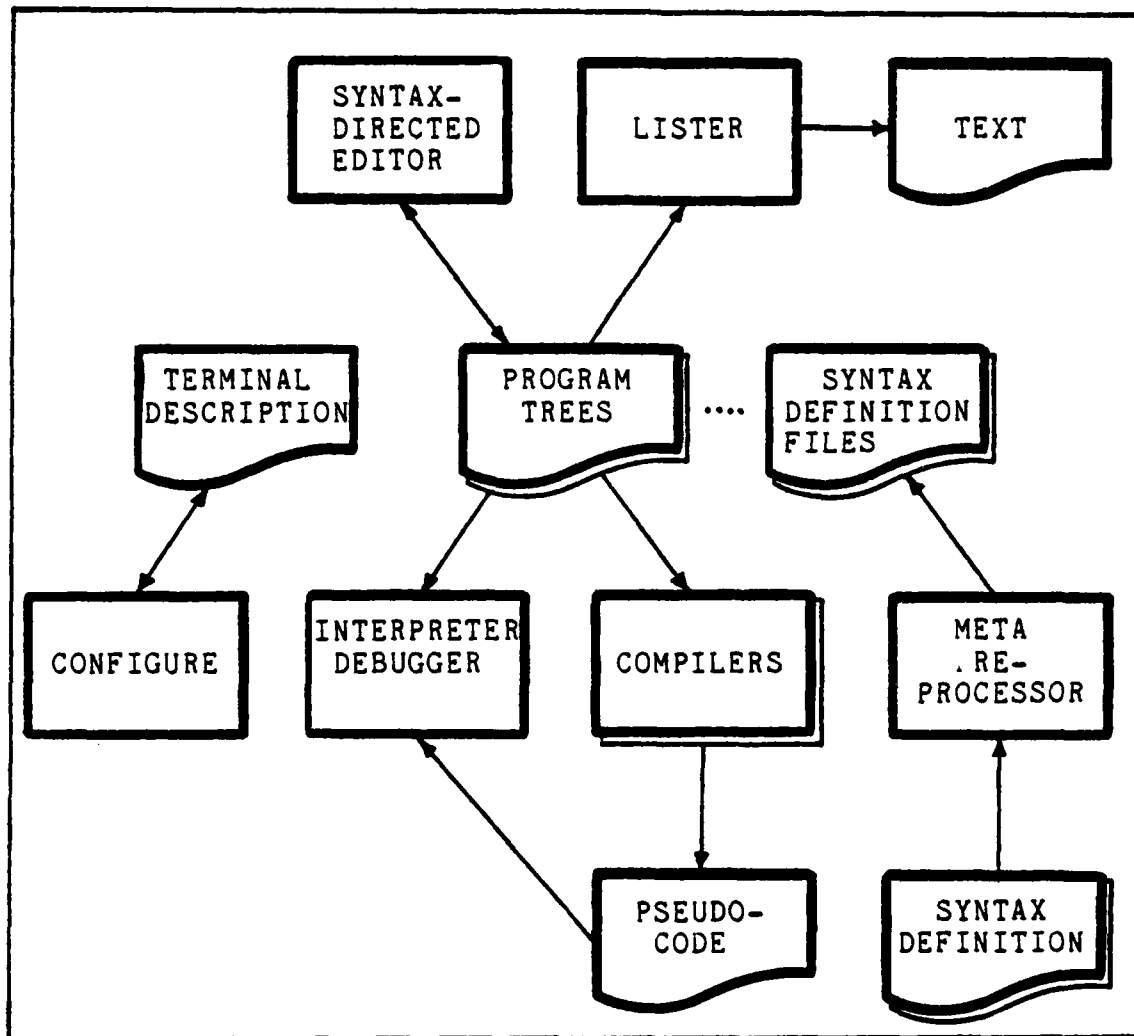 SYNTAX-
DIRECTED
EDITOR
LISTER
TEXT
TERMINAL
DESCRIPTION
PROGRAM
TREES
....
SYNTAX
DEFINITION
FILES
CONFIGURE
INTERPRETER
DEBUGGER
COMPILERS
META
RE-
PROCESSOR
PSEUDO-
CODE
SYNTAX
DEFINITION